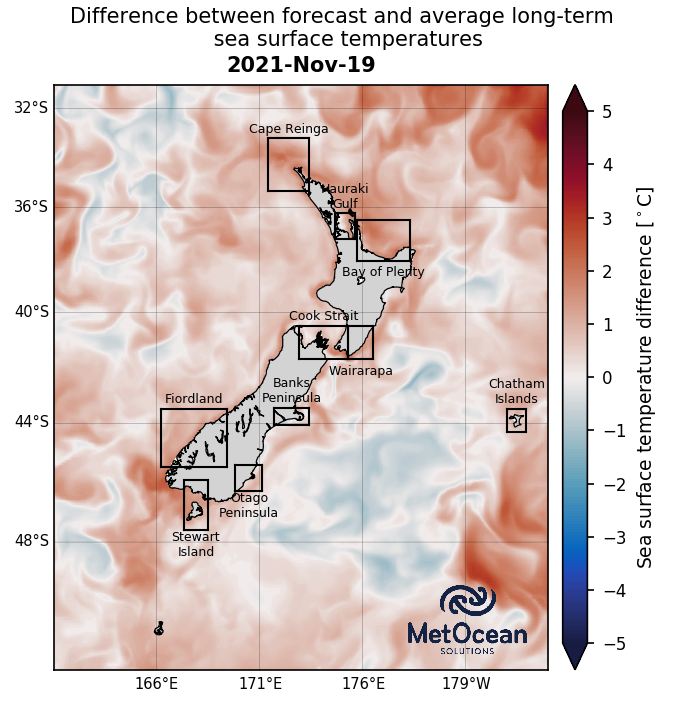 Difference between forecast and average long-term
sea surface temperatures
2021-Nov-19
32°S
36°S
40°S
44°S
48°S
Cape Reinga
Hauraki
Gulf
Bay of Plenty
Cook Strait
Wairarapa
Banks
Peninsula
Fiordland
Chatham
Islands
Otago
Peninsula
Stewart
Island
MetOcean
SOLUTIONS
166°E
171°E
176°E
179°W
5
4
3
2
1
0
−1
−2
−3
−4
−5
Sea surface temperature difference [°C]